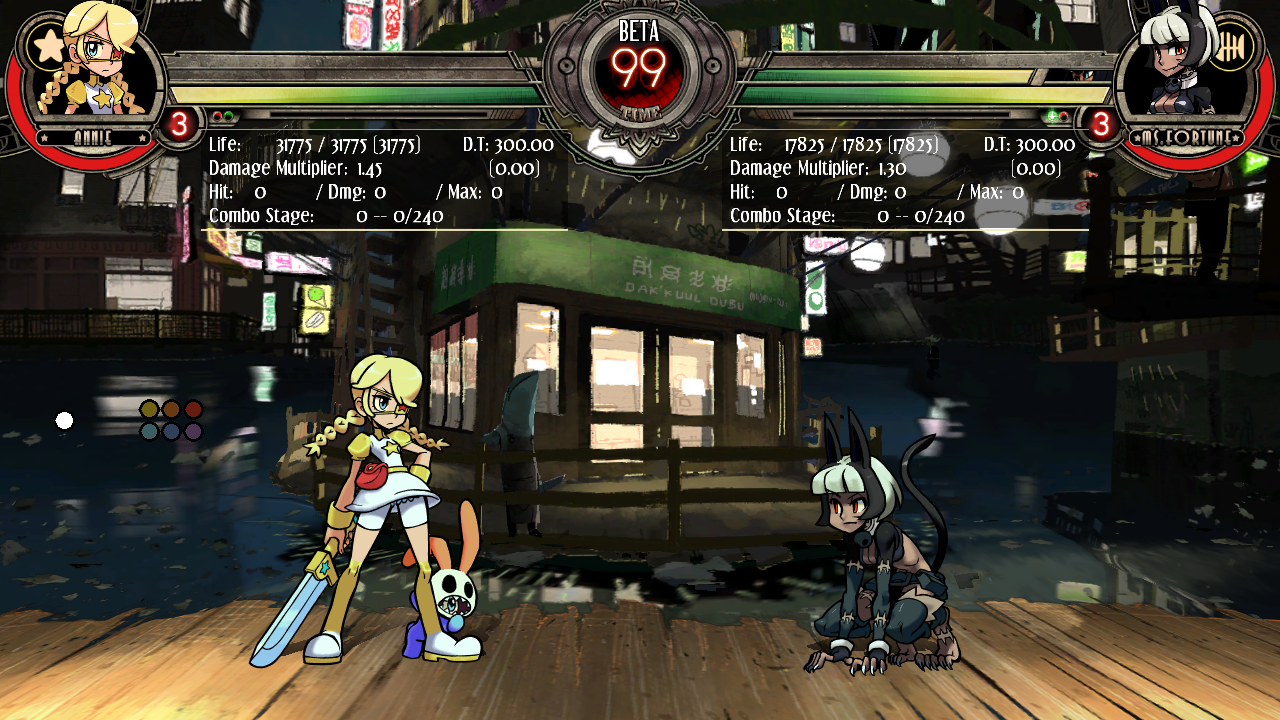 BETA
99
TIME
ANNIE
3
3
MS.FORTUNE
Life: 31775 / 31775 [31775] D.T: 300.00
Damage Multiplier: 1.45 [0.00]
Hit: 0 / Dmg: 0 / Max: 0
Combo Stage: 0 -- 0/240
Life: 17825 / 17825 [17825] D.T: 300.00
Damage Multiplier: 1.30 [0.00]
Hit: 0 / Dmg: 0 / Max: 0
Combo Stage: 0 -- 0/240
DAK'KUUL DUSU